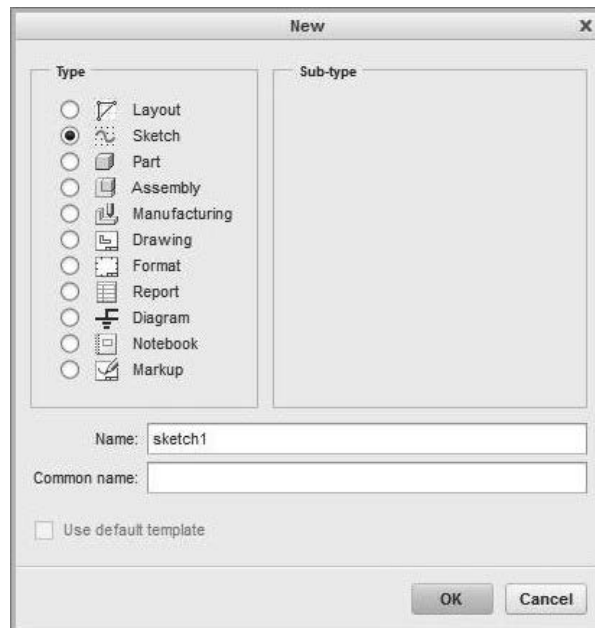 New
X
Type
Layout
Sketch
Part
Assembly
Manufacturing
Drawing
Format
Report
Diagram
Notebook
Markup
Sub-type
Name: sketch1
Common name:
Use default template
OK Cancel